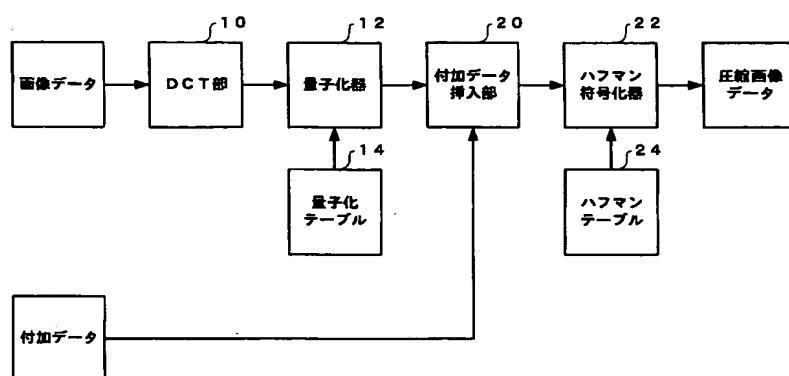 10
12
20
22
画像データ
DCT部
量子化器
付加データ
挿入部
ハフマン
符号化器
圧縮画像
データ
14
24
量子化
テーブル
ハフマン
テーブル
付加データ